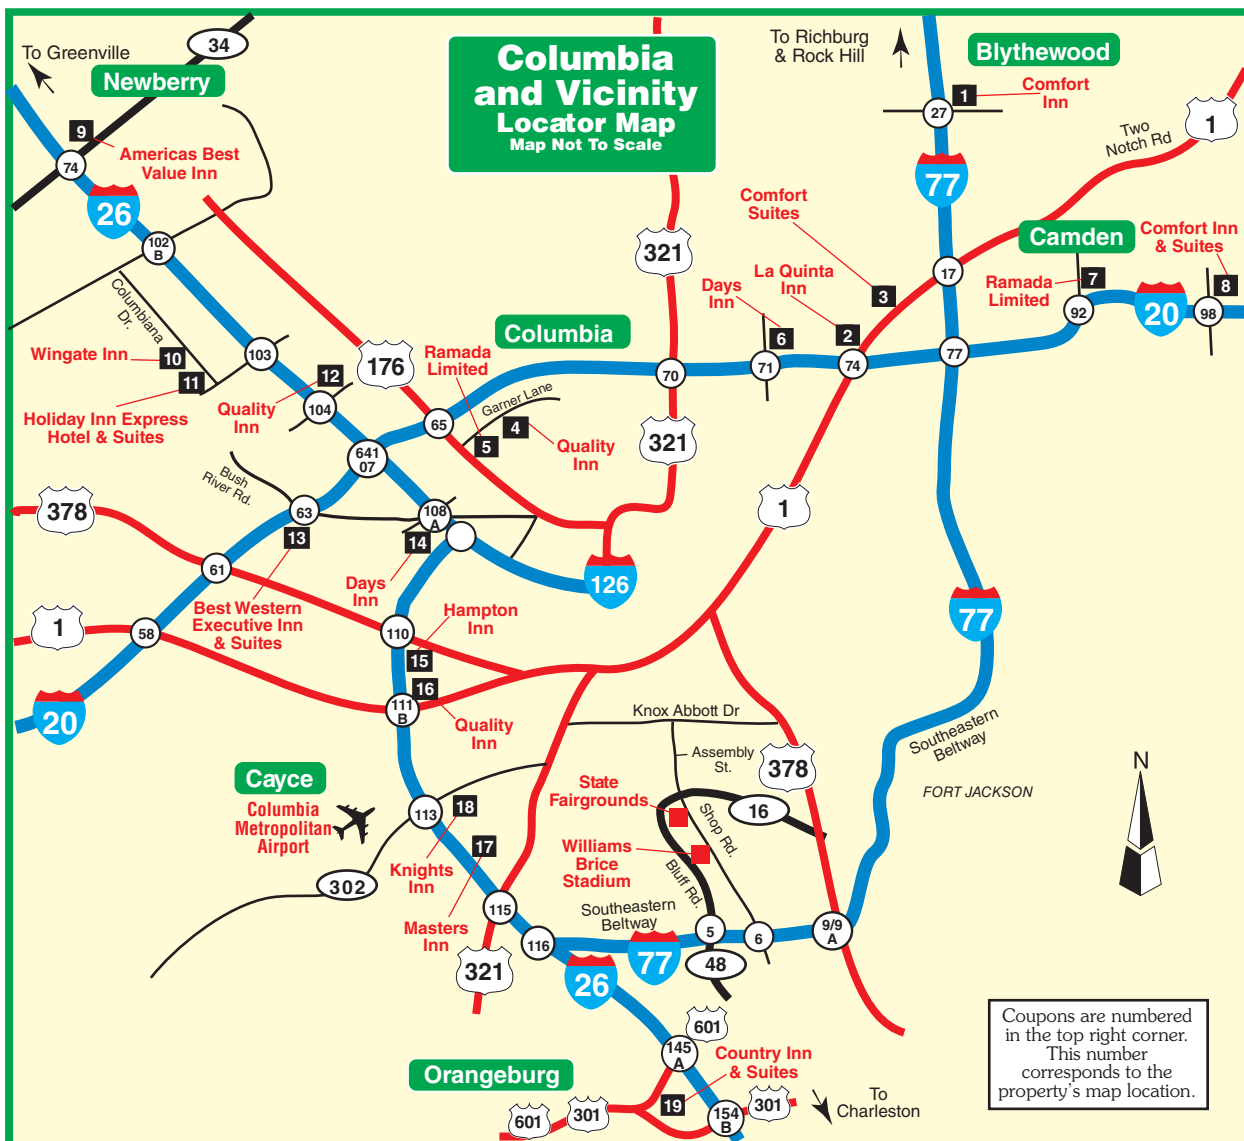 To Greenville
34
Newberry
Columbia
and Vicinity
Locator Map
Map Not To Scale
To Richburg
& Rock Hill
Blythewood
1
Comfort
Inn
27
1
Two
Notch Rd
9
Americas Best
Value Inn
74
26
77
102
B
321
Comfort
Suites
Camden
Comfort Inn
& Suites
17
La Quinta
Inn
Days
Inn
3
Ramada
Limited
7
8
Columbiana
Dr.
92
20
98
Columbia
6
2
Wingate Inn
10
103
176
Ramada
Limited
71
74
77
70
11
12
Holiday Inn Express
Hotel & Suites
Quality
Inn
104
65
Garner Lane
4
5
Quality
Inn
321
641
07
Bush
River Rd.
378
63
108
A
1
13
14
61
Days
Inn
126
Best Western
Executive Inn
& Suites
Hampton
Inn
77
1
58
110
15
16
111
B
20
Quality
Inn
Knox Abbott Dr
Assembly
St.
Southeastern
Beltway
378
N
Cayce
Columbia
Metropolitan
Airport
State
Fairgrounds
16
FORT JACKSON
113
18
Shop Rd.
17
Williams
Brice
Stadium
Knights
Inn
302
Bluff Rd.
115
Southeastern
Beltway
Masters
Inn
116
5
6
9/9
A
77
48
321
26
Coupons are numbered
in the top right corner.
This number
corresponds to the
property's map location.
601
145
A
Country Inn
& Suites
Orangeburg
19
601
301
154
B
301
To
Charleston